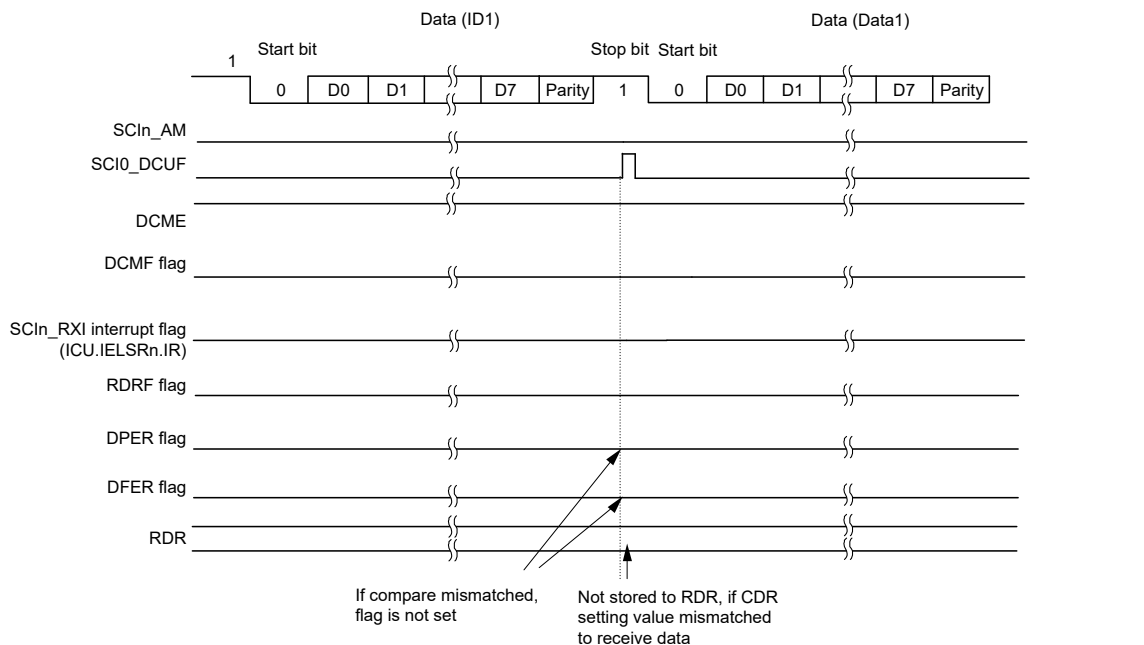 Data (ID1)
Data (Data1)
Start bit
Stop bit Start bit
1
0 D0 D1 D7 Parity 1 0 D0 D1 D7 Parity
SCIn_AM
SCI0_DCUF
DCME
DCMF flag
SCIn_RXI interrupt flag
(ICU.IELSRn.IR)
RDRF flag
DPER flag
DFER flag
RDR
If compare mismatched,
flag is not set
Not stored to RDR, if CDR
setting value mismatched
to receive data